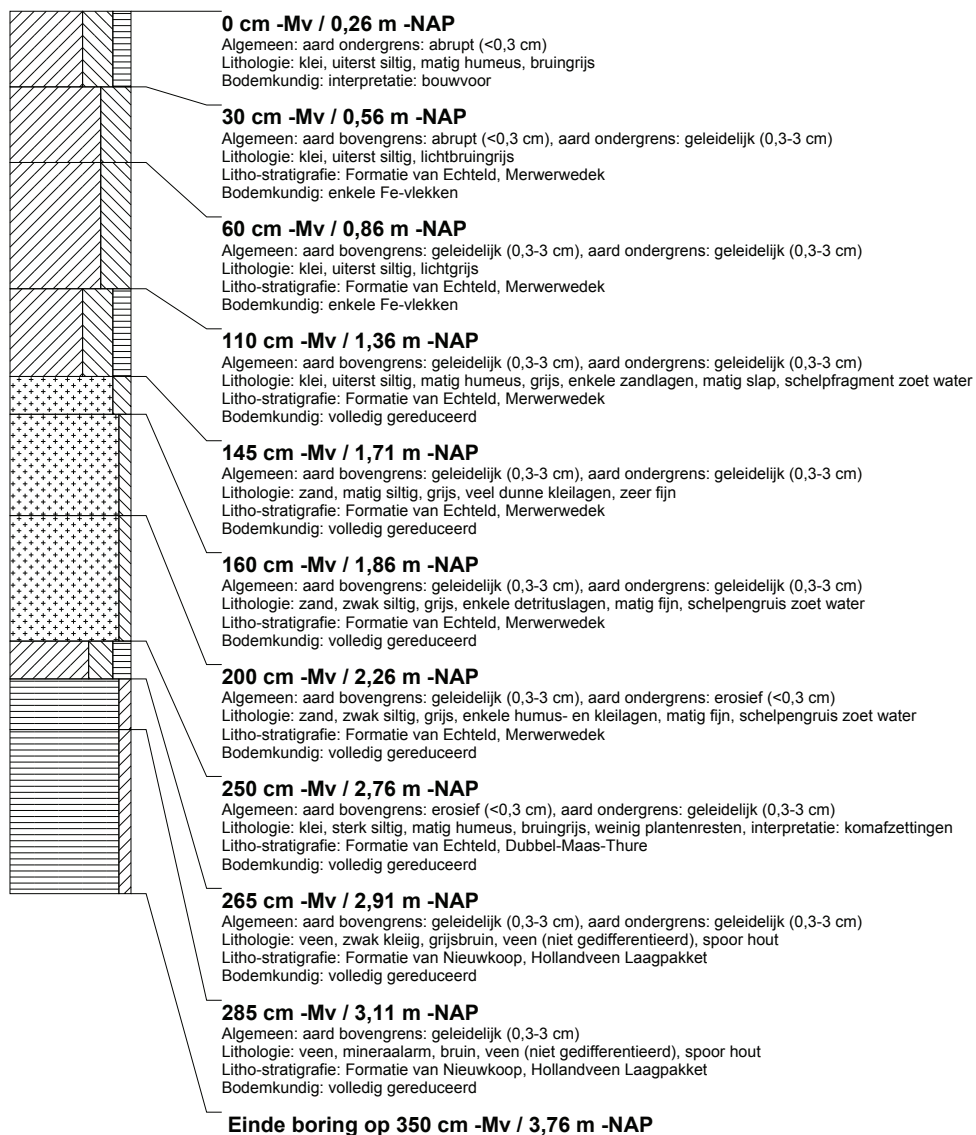 0 cm -Mv / 0,26 m -NAP
Algemeen: aard ondergrens: abrupt (<0,3 cm)
Lithologie: klei, uiterst siltig, matig humeus, bruingrijs
Bodemkundig: interpretatie: bouwvoor
30 cm -Mv / 0,56 m -NAP
Algemeen: aard bovengrens: abrupt (<0,3 cm), aard ondergrens: geleidelijk (0,3-3 cm)
Lithologie: klei, uiterst siltig, lichtbruingrijs
Litho-stratigrafie: Formatie van Echteld, Merwerwedek
Bodemkundig: enkele Fe-vlekken
60 cm -Mv / 0,86 m -NAP
Algemeen: aard bovengrens: geleidelijk (0,3-3 cm), aard ondergrens: geleidelijk (0,3-3 cm)
Lithologie: klei, uiterst siltig, lichtgrijs
Litho-stratigrafie: Formatie van Echteld, Merwerwedek
Bodemkundig: enkele Fe-vlekken
110 cm -Mv / 1,36 m -NAP
Algemeen: aard bovengrens: geleidelijk (0,3-3 cm), aard ondergrens: geleidelijk (0,3-3 cm)
Lithologie: klei, uiterst siltig, matig humeus, grijs, enkele zandlagen, matig slap, schelpfragment zoet water
Litho-stratigrafie: Formatie van Echteld, Merwerwedek
Bodemkundig: volledig gereduceerd
145 cm -Mv / 1,71 m -NAP
Algemeen: aard bovengrens: geleidelijk (0,3-3 cm), aard ondergrens: geleidelijk (0,3-3 cm)
Lithologie: zand, matig siltig, grijs, veel dunne kleilagen, zeer fijn
Litho-stratigrafie: Formatie van Echteld, Merwerwedek
Bodemkundig: volledig gereduceerd
160 cm -Mv / 1,86 m -NAP
Algemeen: aard bovengrens: geleidelijk (0,3-3 cm), aard ondergrens: geleidelijk (0,3-3 cm)
Lithologie: zand, zwak siltig, grijs, enkele detrituslagen, matig fijn, schelpengruis zoet water
Litho-stratigrafie: Formatie van Echteld, Merwerwedek
Bodemkundig: volledig gereduceerd
200 cm -Mv / 2,26 m -NAP
Algemeen: aard bovengrens: geleidelijk (0,3-3 cm), aard ondergrens: erosief (<0,3 cm)
Lithologie: zand, zwak siltig, grijs, enkele humus- en kleilagen, matig fijn, schelpengruis zoet water
Litho-stratigrafie: Formatie van Echteld, Merwerwedek
Bodemkundig: volledig gereduceerd
250 cm -Mv / 2,76 m -NAP
Algemeen: aard bovengrens: erosief (<0,3 cm), aard ondergrens: geleidelijk (0,3-3 cm)
Lithologie: klei, sterk siltig, matig humeus, bruingrijs, weinig plantenresten, interpretatie: komafzettingen
Litho-stratigrafie: Formatie van Echteld, Dubbel-Maas-Thure
Bodemkundig: volledig gereduceerd
265 cm -Mv / 2,91 m -NAP
Algemeen: aard bovengrens: geleidelijk (0,3-3 cm), aard ondergrens: geleidelijk (0,3-3 cm)
Lithologie: veen, zwak kleiig, grijsbruin, veen (niet gedifferentieerd), spoor hout
Litho-stratigrafie: Formatie van Nieuwkoop, Hollandveen Laagpakket
Bodemkundig: volledig gereduceerd
285 cm -Mv / 3,11 m -NAP
Algemeen: aard bovengrens: geleidelijk (0,3-3 cm)
Lithologie: veen, mineraalarm, bruin, veen (niet gedifferentieerd), spoor hout
Litho-stratigrafie: Formatie van Nieuwkoop, Hollandveen Laagpakket
Bodemkundig: volledig gereduceerd
Einde boring op 350 cm -Mv / 3,76 m -NAP